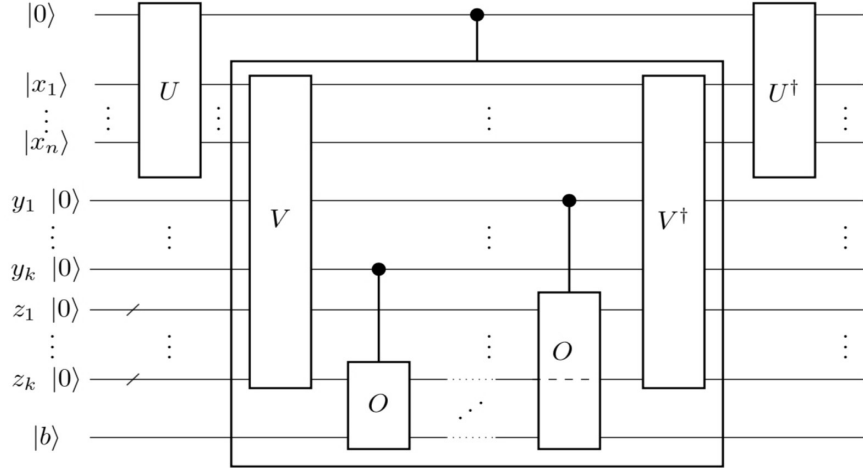 |0⟩
U
U†
|x₁⟩
|xₙ⟩
V
V†
y₁ |0⟩
yₖ |0⟩
z₁ |0⟩
O
zₖ |0⟩
O
|b⟩